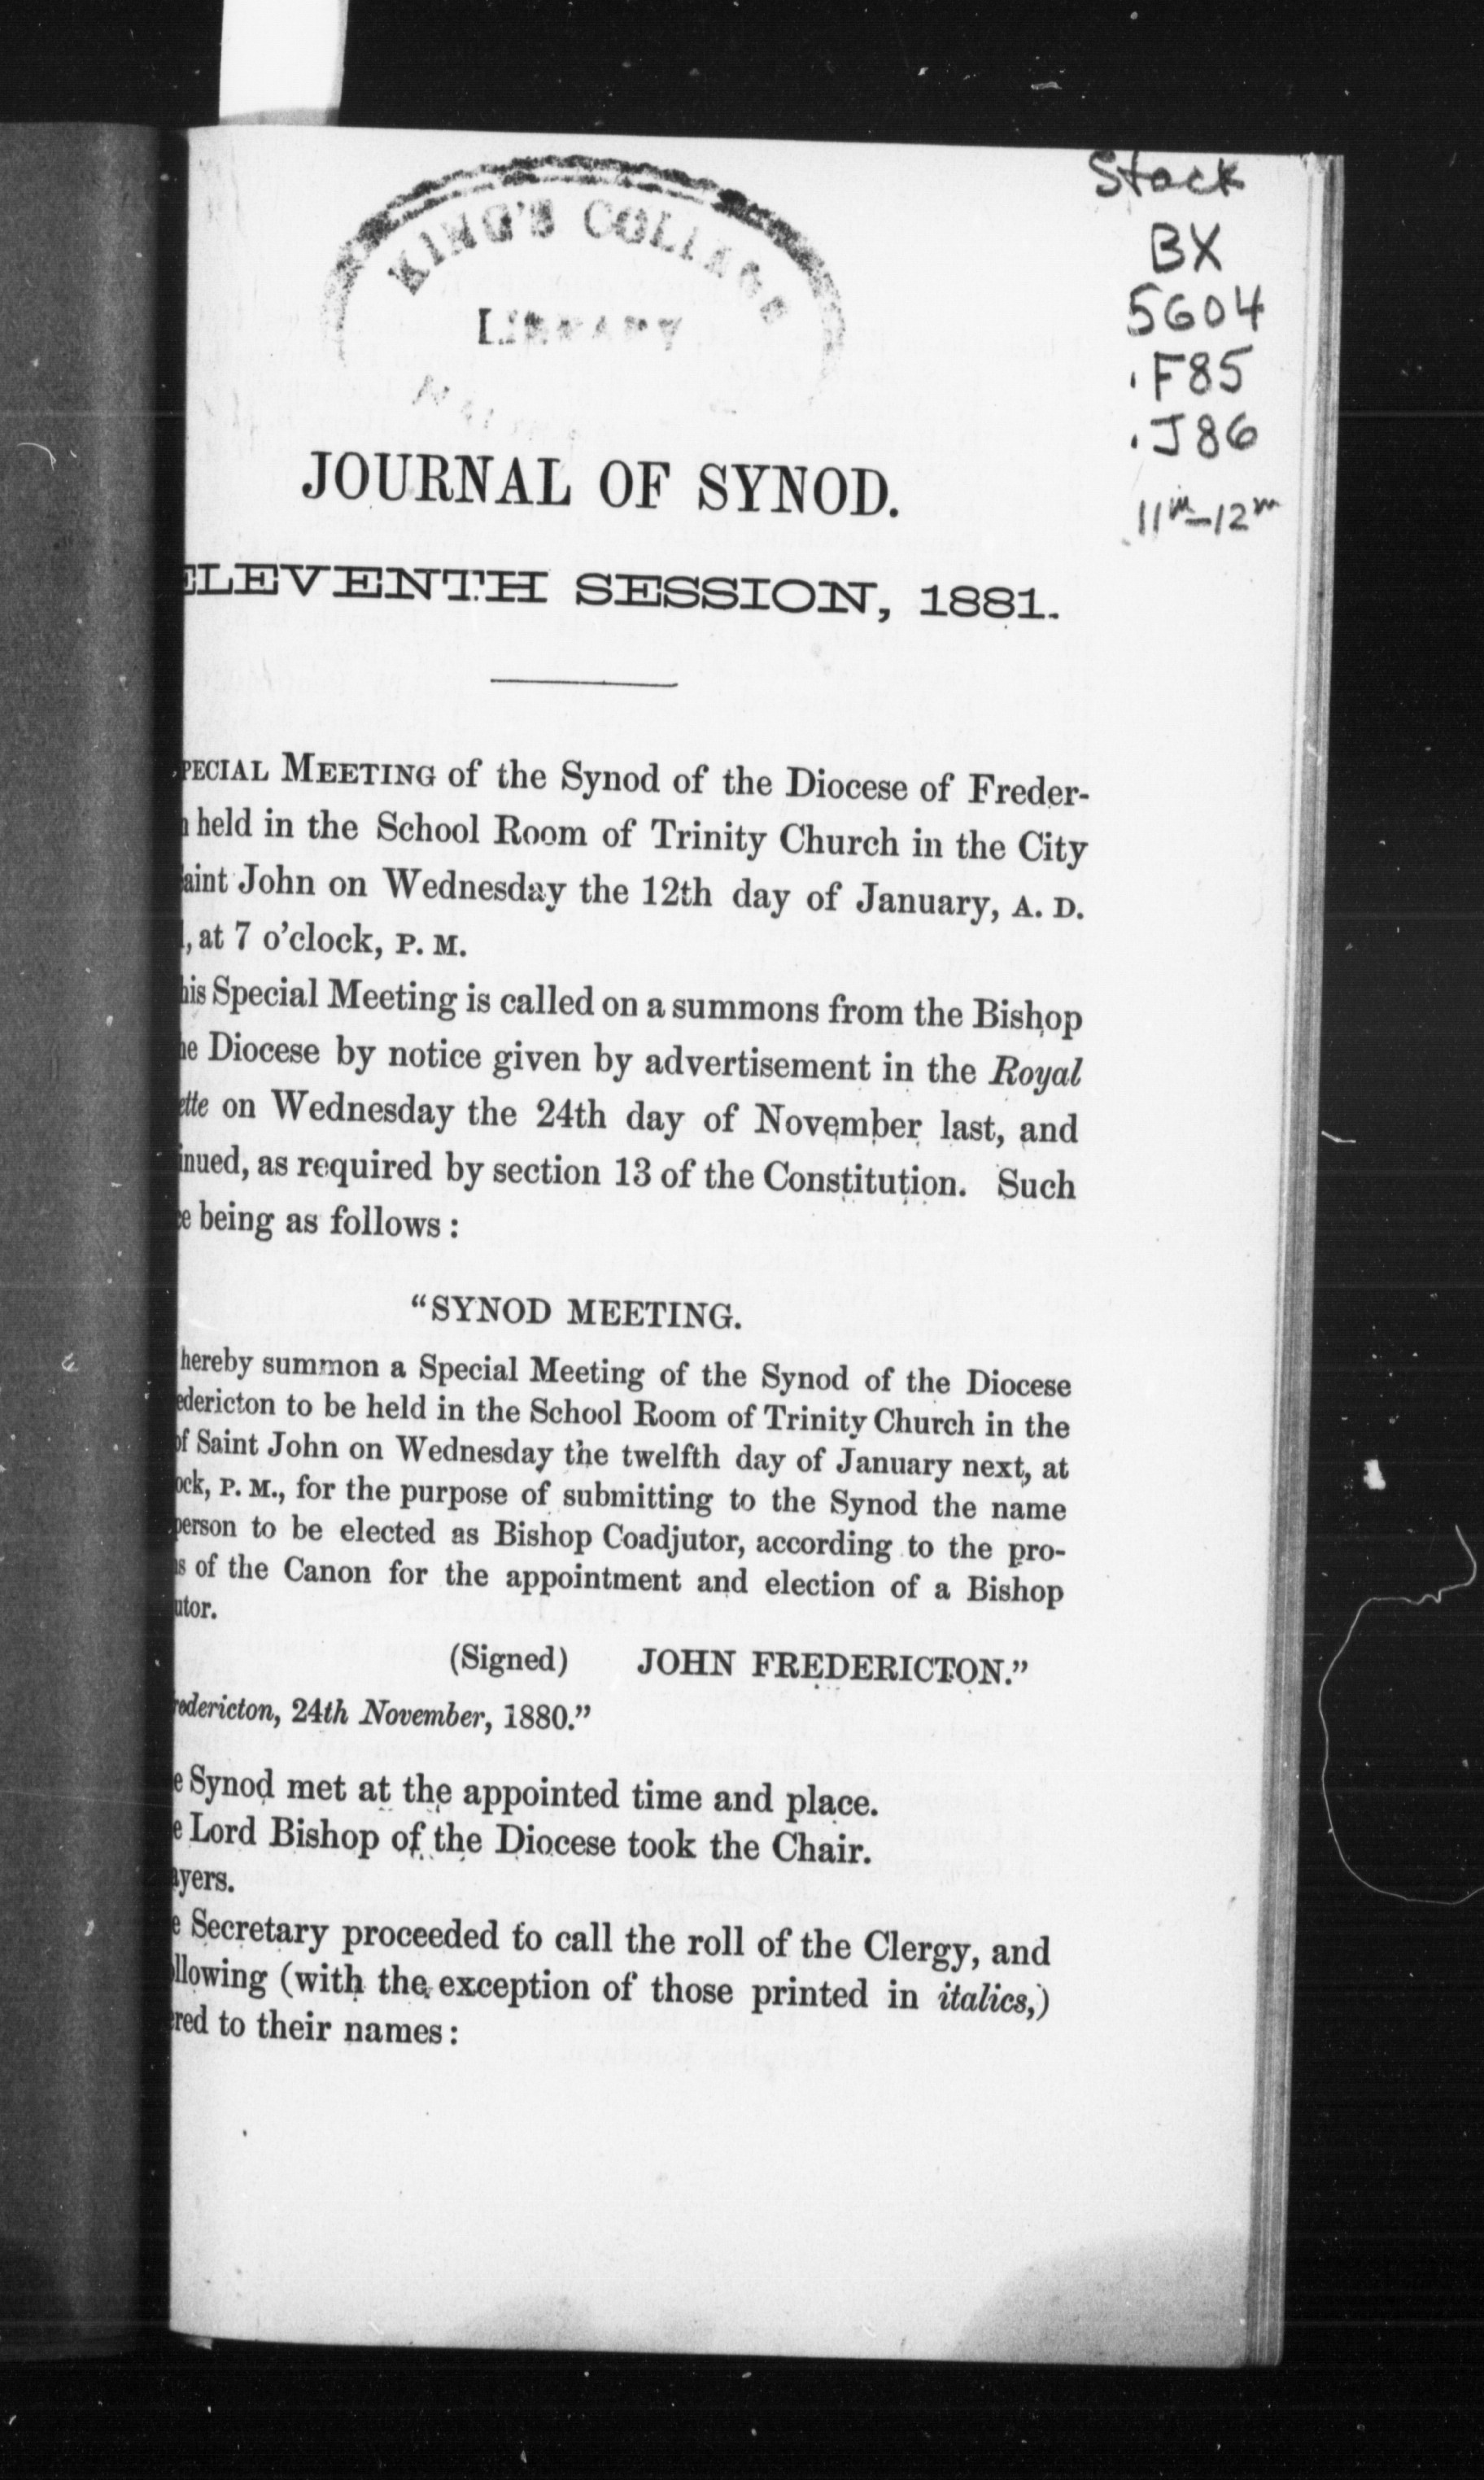 KING'S COLLEGE
LIBRARY
Stack
BX
5604
.F85
.J86
11th-12th
JOURNAL OF SYNOD.
ELEVENTH SESSION, 1881.
PECIAL MEETING of the Synod of the Diocese of Freder-
n held in the School Room of Trinity Church in the City
aint John on Wednesday the 12th day of January, A. D.
, at 7 o'clock, P. M.
his Special Meeting is called on a summons from the Bishop
he Diocese by notice given by advertisement in the Royal
ette on Wednesday the 24th day of November last, and
inued, as required by section 13 of the Constitution. Such
e being as follows :
"SYNOD MEETING.
hereby summon a Special Meeting of the Synod of the Diocese
edericton to be held in the School Room of Trinity Church in the
of Saint John on Wednesday the twelfth day of January next, at
ock, P. M., for the purpose of submitting to the Synod the name
person to be elected as Bishop Coadjutor, according to the pro-
s of the Canon for the appointment and election of a Bishop
utor.
(Signed) JOHN FREDERICTON."
redericton, 24th November, 1880."
e Synod met at the appointed time and place.
e Lord Bishop of the Diocese took the Chair.
ayers.
e Secretary proceeded to call the roll of the Clergy, and
llowing (with the exception of those printed in italics,)
red to their names :